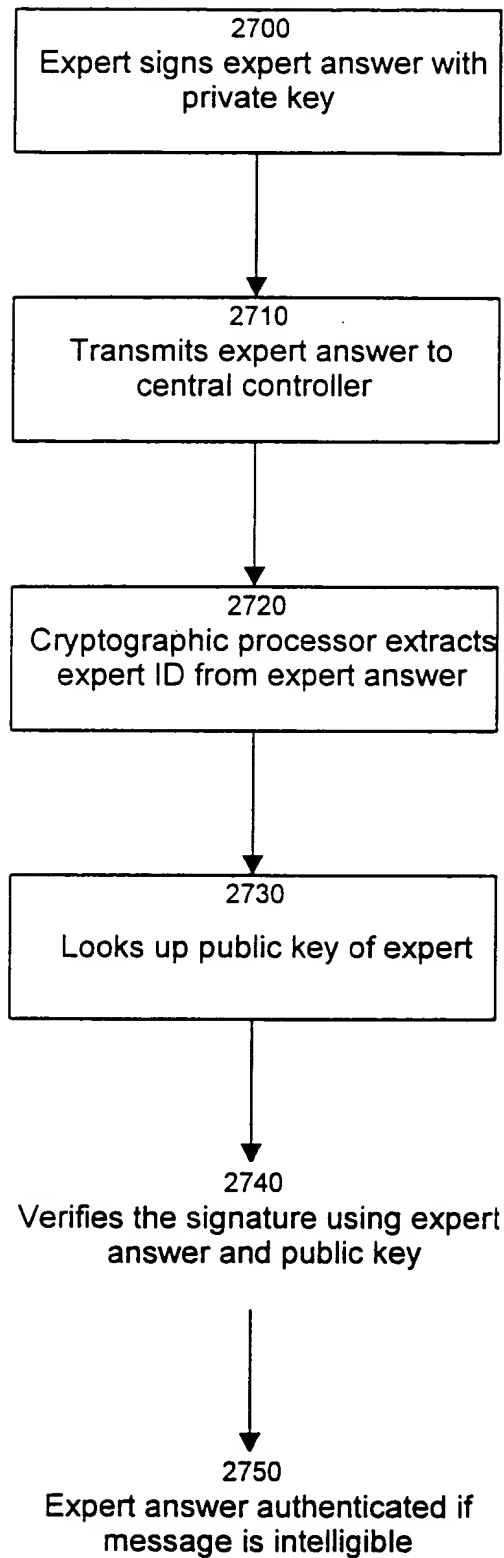 2700
Expert signs expert answer with
private key
2710
Transmits expert answer to
central controller
2720
Cryptographic processor extracts
expert ID from expert answer
2730
Looks up public key of expert
2740
Verifies the signature using expert
answer and public key
2750
Expert answer authenticated if
message is intelligible